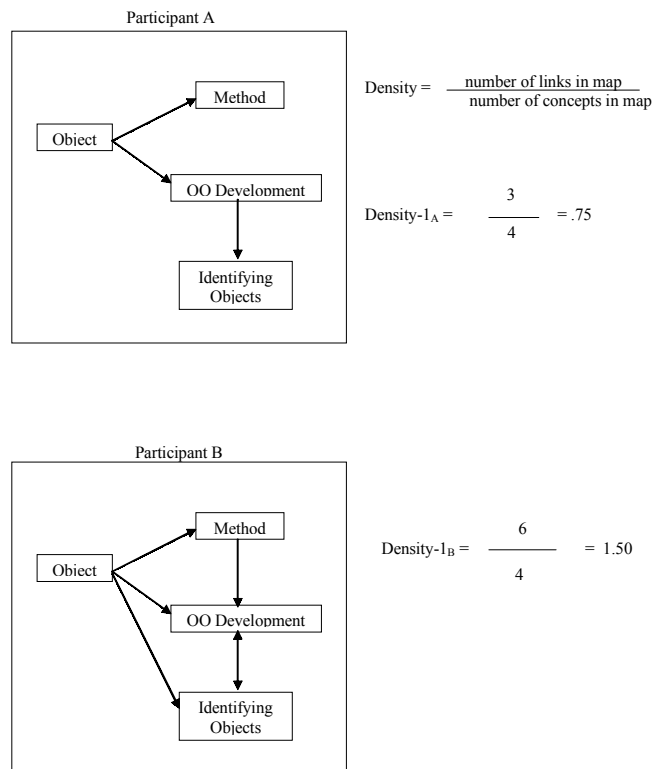 Participant A
Method
Object
OO Development
Identifying
Objects
Density = number of links in map
number of concepts in map
Density-1A = 3
4
= .75
Participant B
Method
Object
OO Development
Identifying
Objects
Density-1B = 6
4
= 1.50